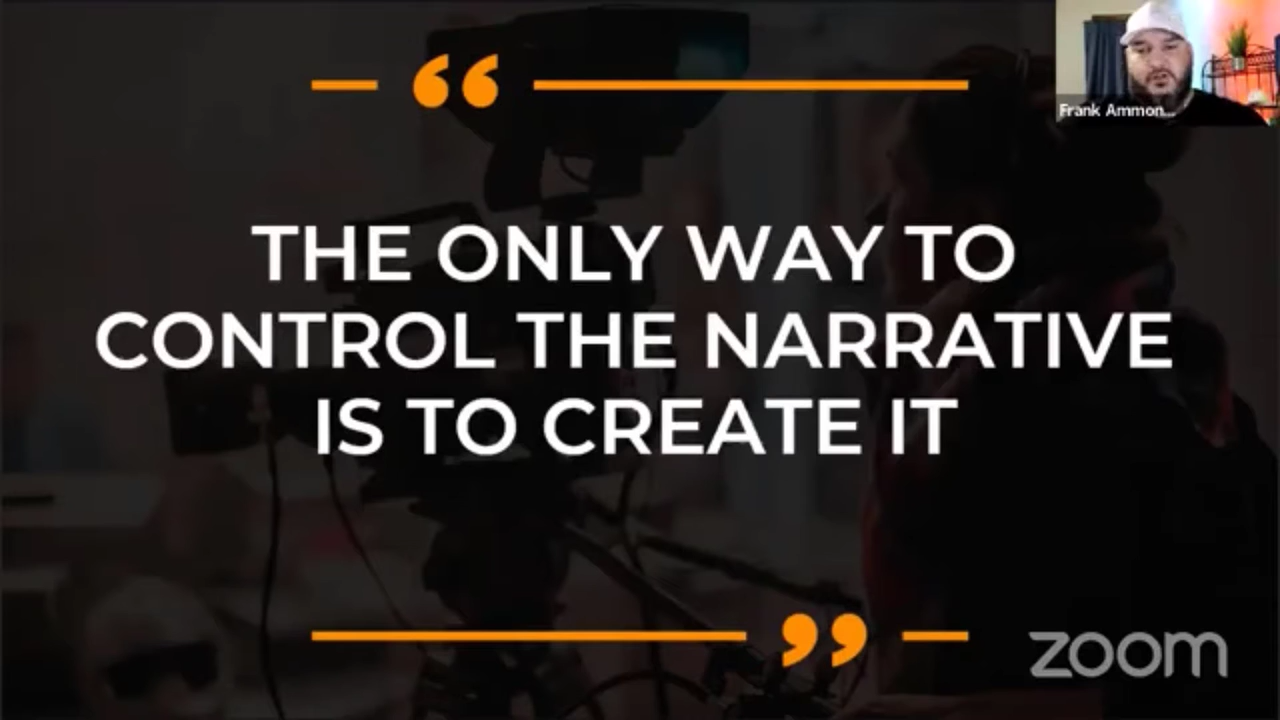 Frank Ammon...
“
THE ONLY WAY TO
CONTROL THE NARRATIVE
IS TO CREATE IT
”
zoom